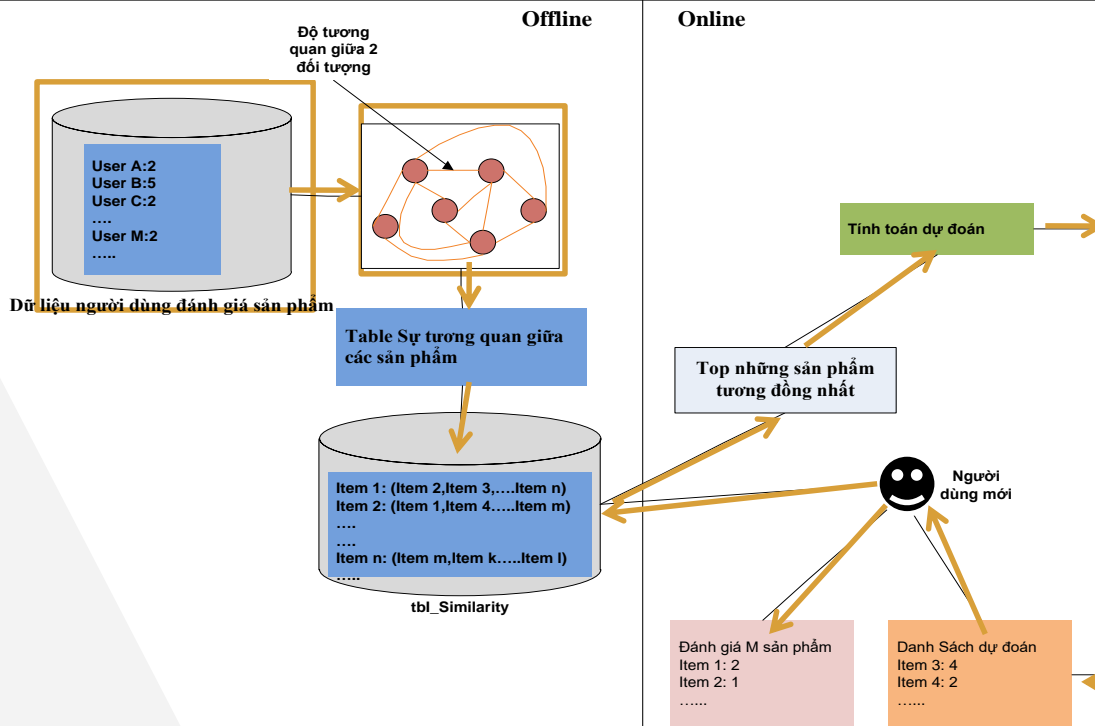 Offline
Online
Độ tương
quan giữa 2
đối tượng
User A:2
User B:5
User C:2
….
User M:2
…..
Dữ liệu người dùng đánh giá sản phẩm
Tính toán dự đoán
Table Sự tương quan giữa
các sản phẩm
Top những sản phẩm
tương đồng nhất
Item 1: (Item 2,Item 3,….Item n)
Item 2: (Item 1,Item 4…..Item m)
….
….
Item n: (Item m,Item k…..Item l)
…..
tbl_Similarity
Người
dùng mới
Đánh giá M sản phẩm
Item 1: 2
Item 2: 1
…...
Danh Sách dự đoán
Item 3: 4
Item 4: 2
…...